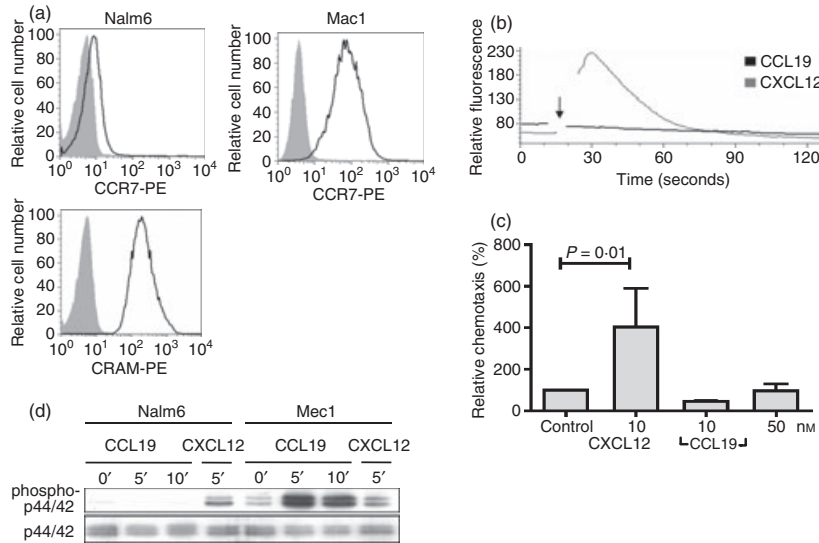 (a)
Nalm6
Mac1
Relative cell number
100
80
60
40
20
0
10^0 10^1 10^2 10^3 10^4
CCR7-PE
Relative cell number
100
80
60
40
20
0
10^0 10^1 10^2 10^3 10^4
CCR7-PE
Relative cell number
100
80
60
40
20
0
10^0 10^1 10^2 10^3 10^4
CRAM-PE
(b)
Relative fluorescence
230
180
130
80
0 30 60 90 120
Time (seconds)
CCL19
CXCL12
(c)
Relative chemotaxis (%)
800
600
400
200
0
P = 0·01
Control 10 10 50 nM
CXCL12 CCL19
(d)
Nalm6 Mec1
CCL19 CXCL12 CCL19 CXCL12
0′ 5′ 10′ 5′ 0′ 5′ 10′ 5′
phospho-
p44/42
p44/42